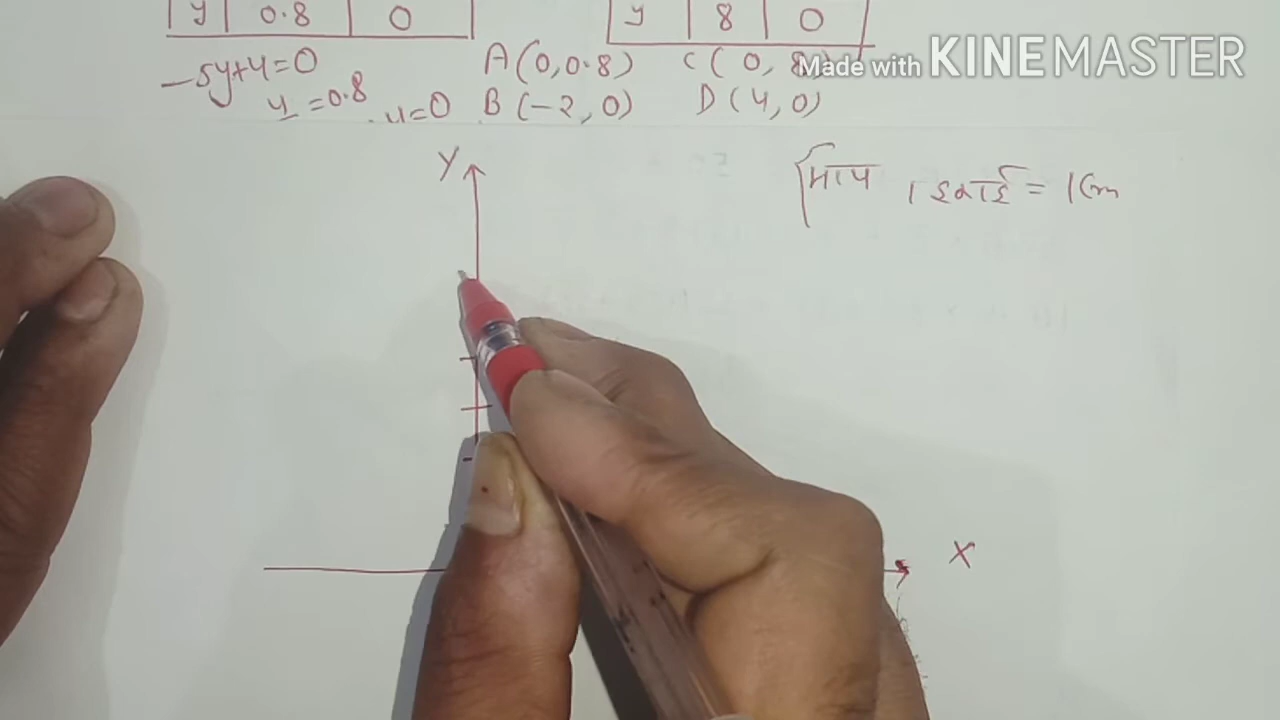 y 0.8 0
y 8 0
-5y+4=0
y=0.8
y=0
A(0,0.8)
B(-2,0)
C(0,8)
D(4,0)
Made with KINEMASTER
Y
माप 1 इकाई = 1Cm
X